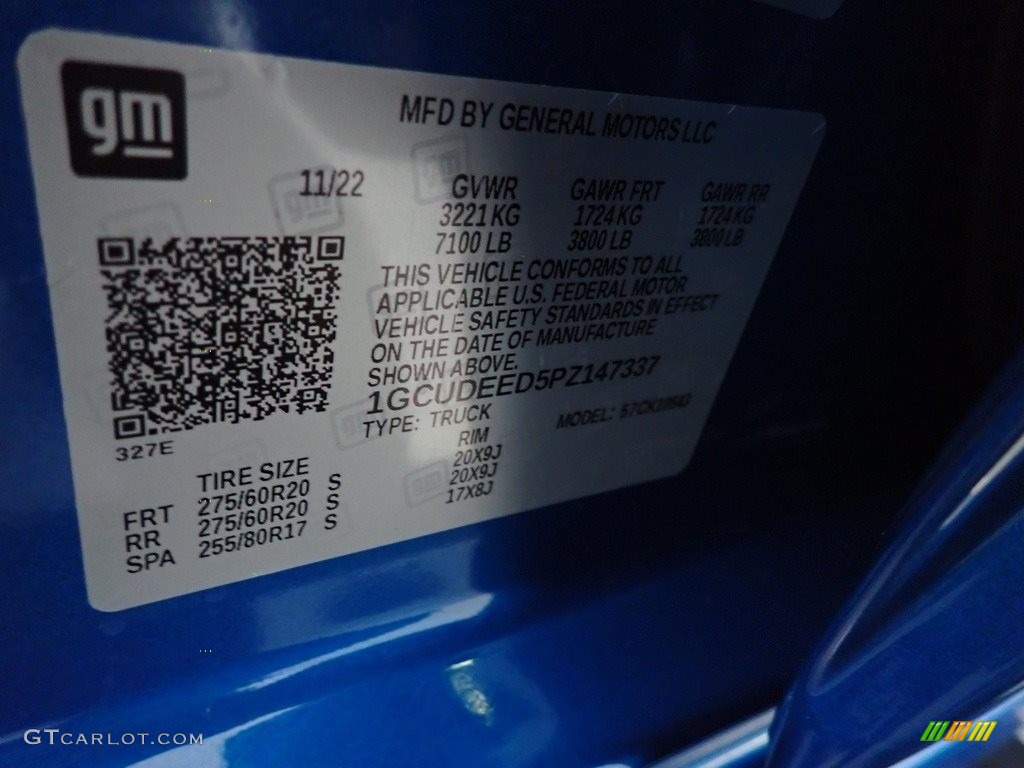 gm
MFD BY GENERAL MOTORS LLC
11/22
GVWR GAWR FRT GAWR RR
3221 KG 1724 KG 1724 KG
7100 LB 3800 LB 3800 LB
THIS VEHICLE CONFORMS TO ALL
APPLICABLE U.S. FEDERAL MOTOR
VEHICLE SAFETY STANDARDS IN EFFECT
ON THE DATE OF MANUFACTURE
SHOWN ABOVE.
1GCUDEED5PZ147337
TYPE: TRUCK MODEL:
327E
TIRE SIZE RIM
FRT 275/60R20 S 20X9J
RR 275/60R20 S 20X9J
SPA 255/80R17 S 17X8J
GTCARLOT.COM